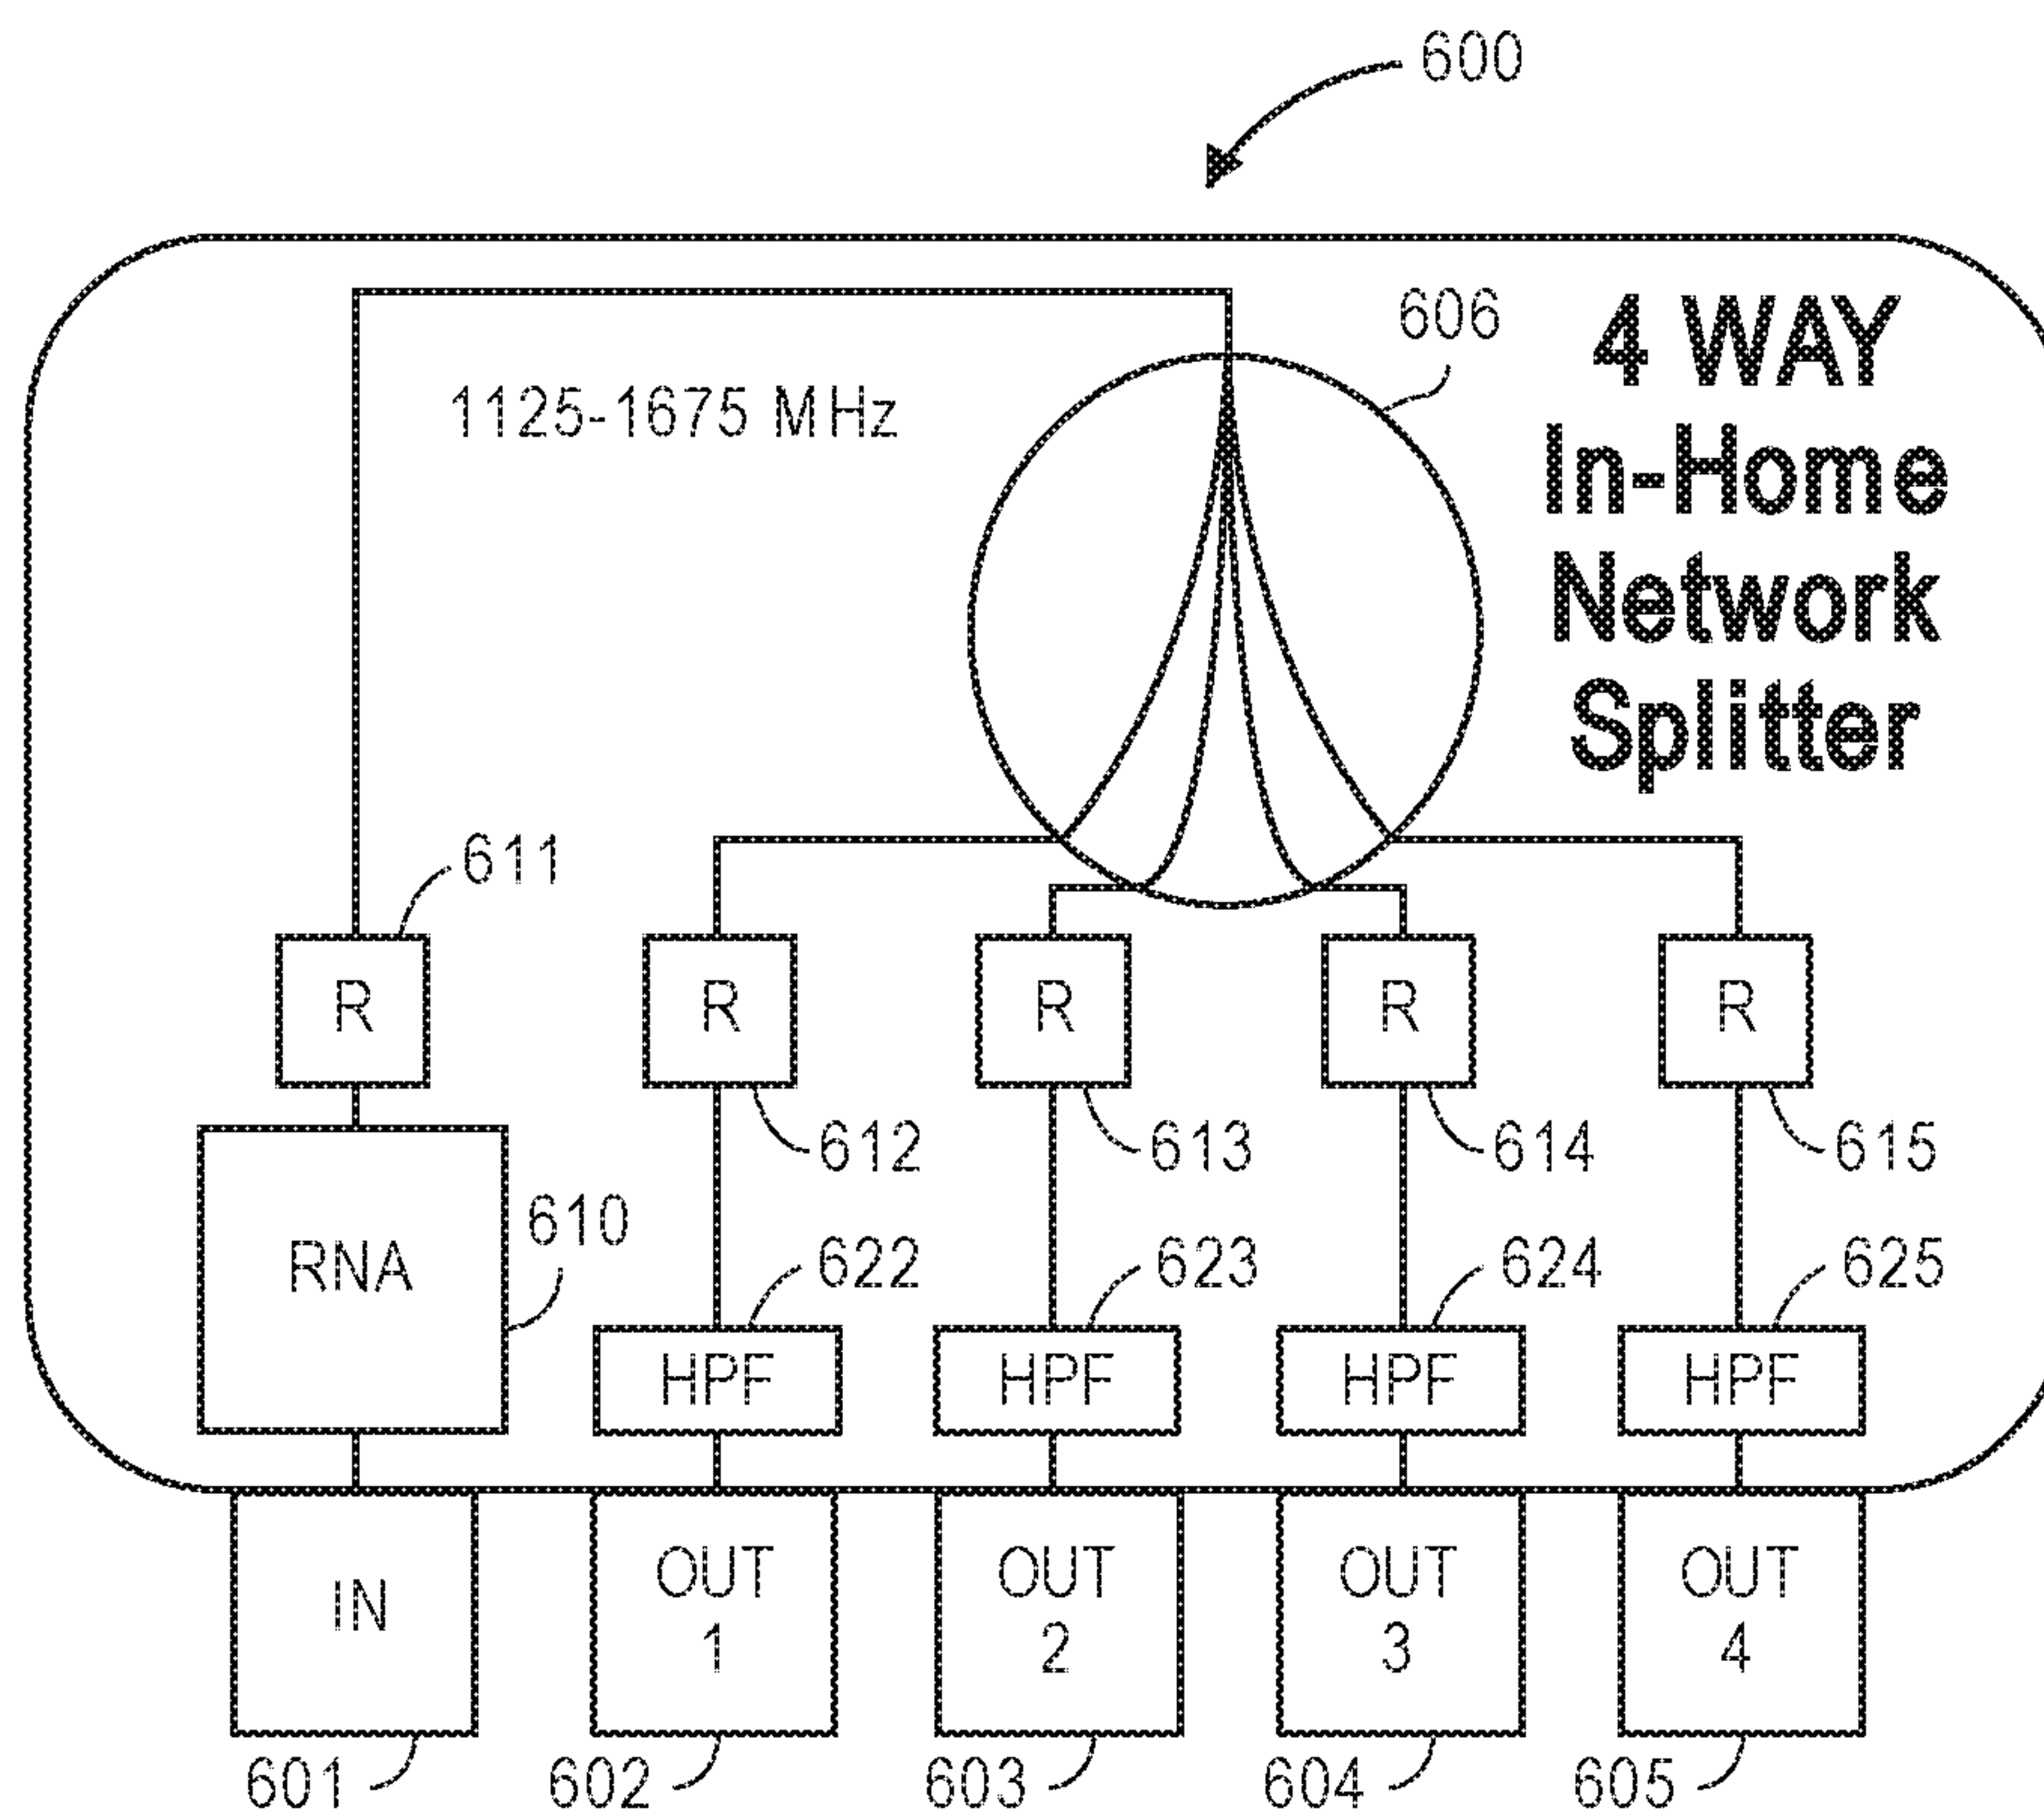 600
606
4 WAY
In-Home
Network
Splitter
1125-1675 MHz
611
R
R
R
R
R
612
613
614
615
RNA
610
622
623
624
625
HPF
HPF
HPF
HPF
IN
OUT
1
OUT
2
OUT
3
OUT
4
601
602
603
604
605